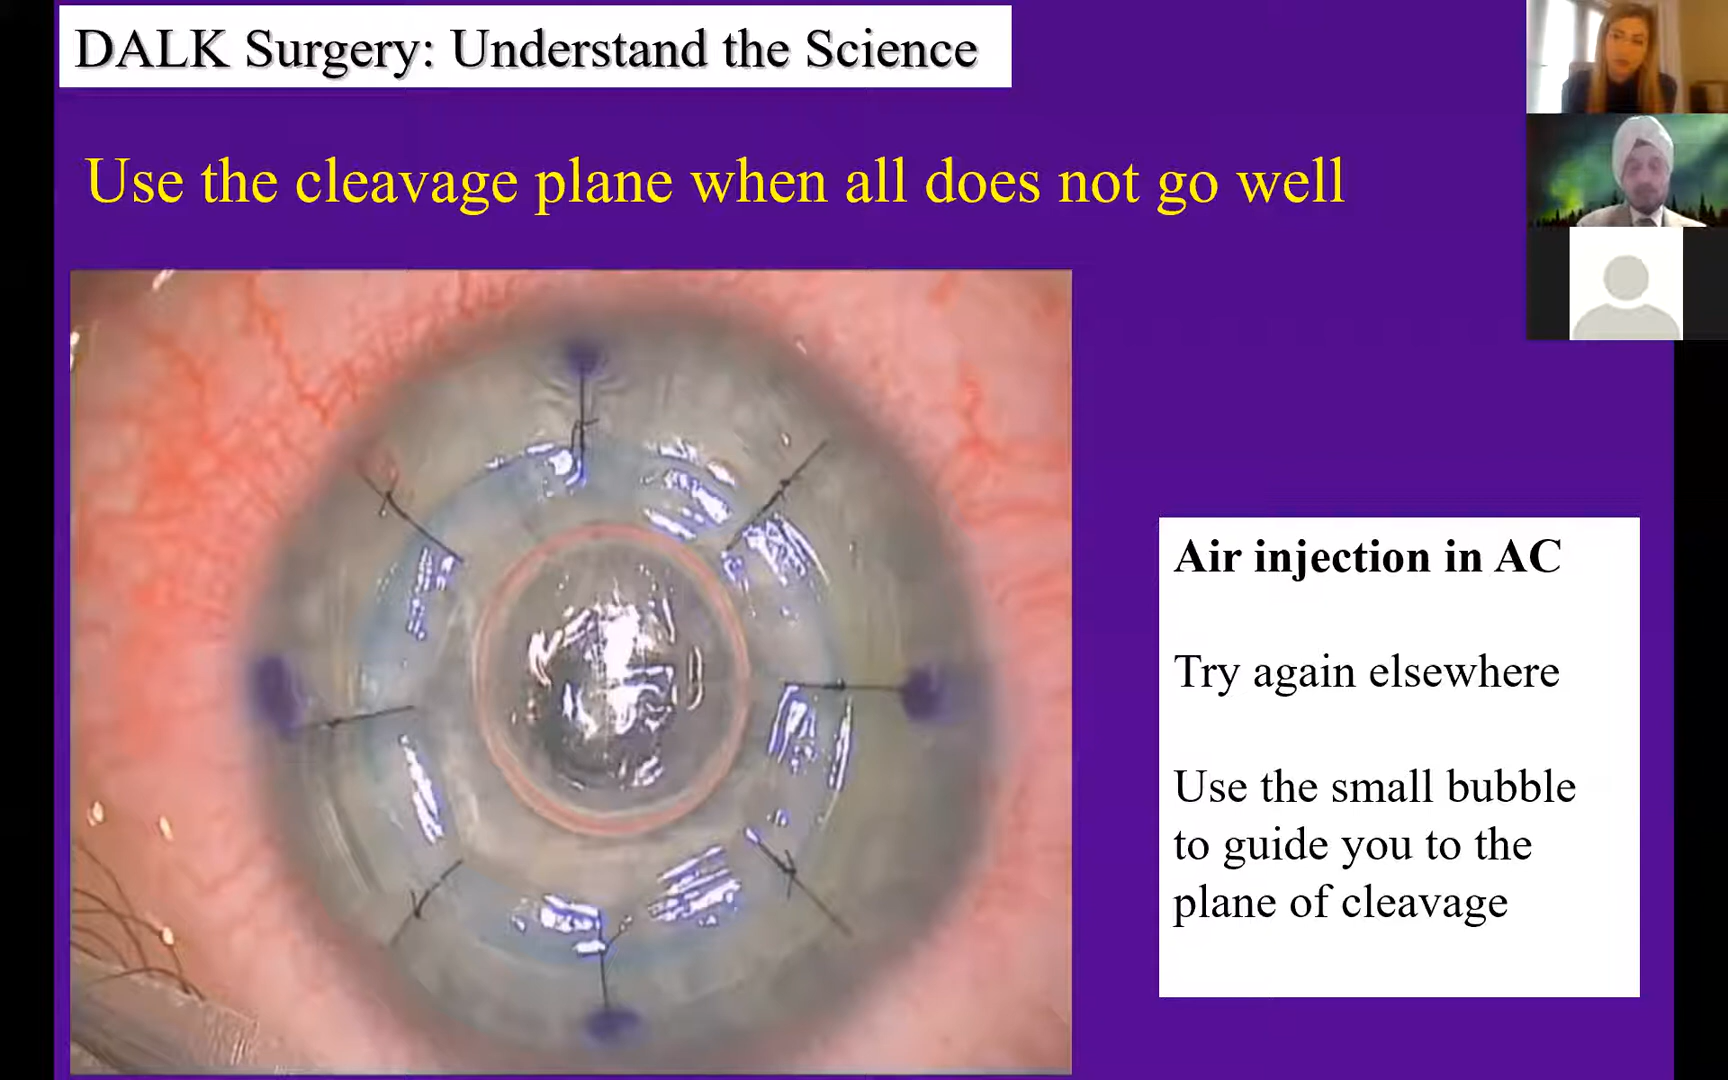 DALK Surgery: Understand the Science
Use the cleavage plane when all does not go well
Air injection in AC
Try again elsewhere
Use the small bubble
to guide you to the
plane of cleavage